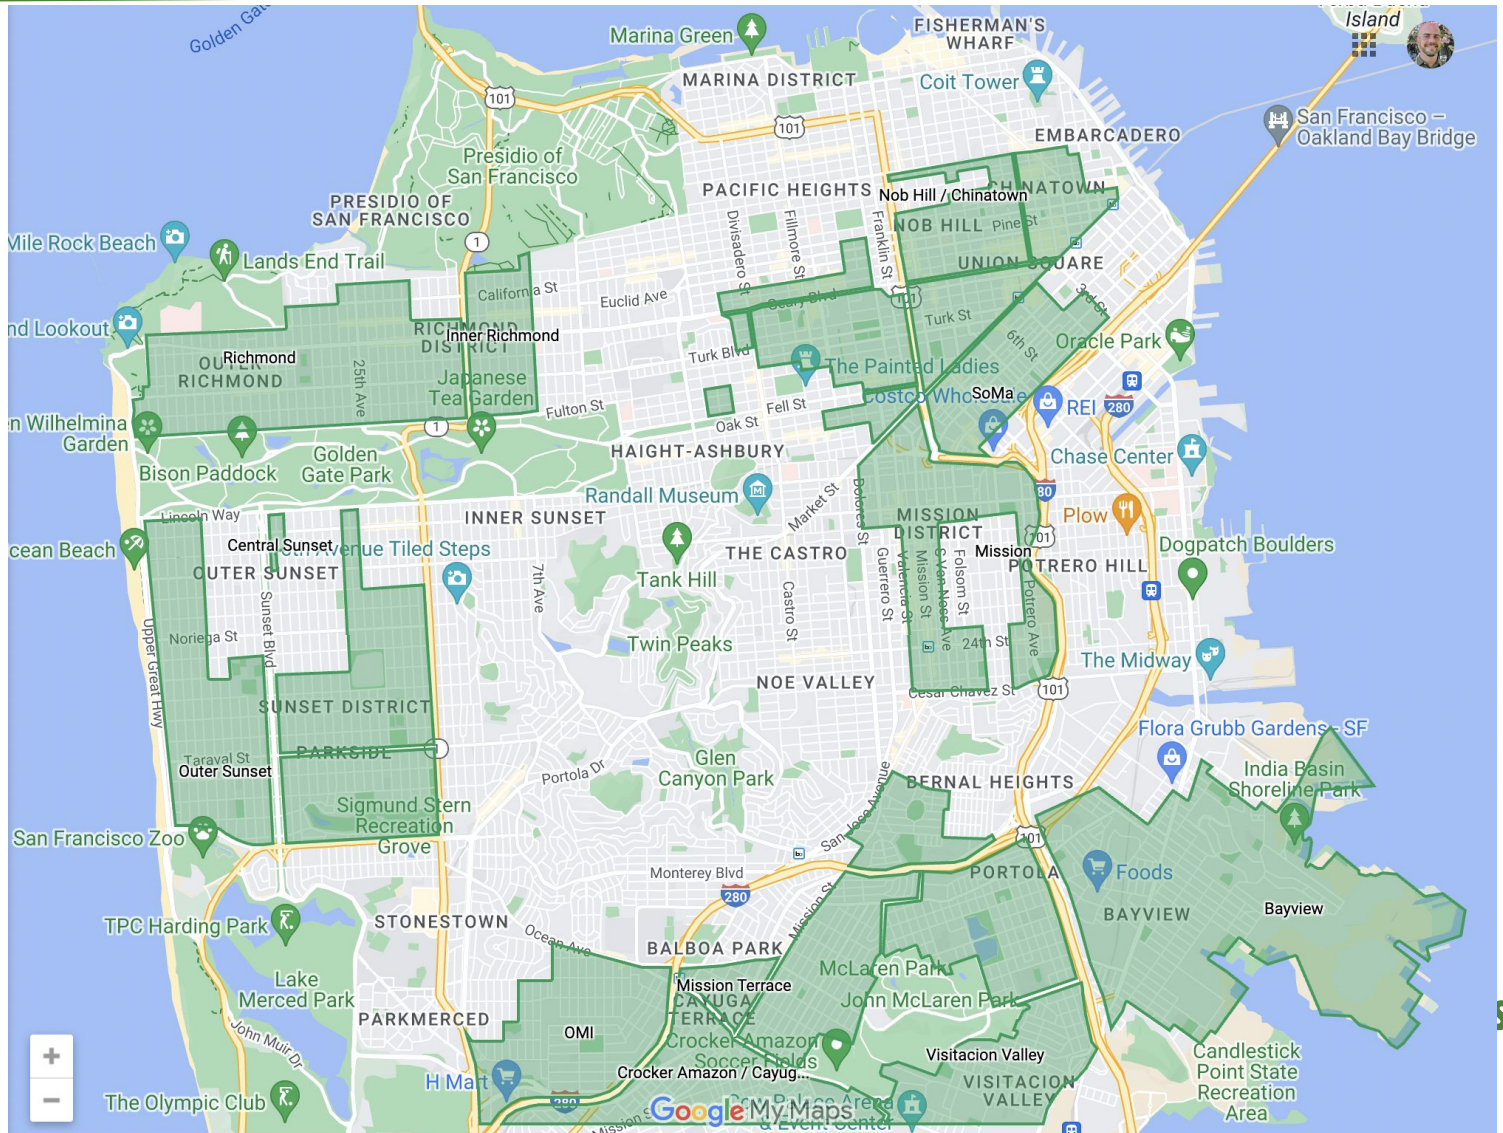 Golden Gat
Marina Green
FISHERMAN'S
WHARF
Island
MARINA DISTRICT
Coit Tower
101
101
San Francisco –
Oakland Bay Bridge
EMBARCADERO
Presidio of
San Francisco
PRESIDIO OF
SAN FRANCISCO
PACIFIC HEIGHTS
Nob Hill / Chinatown
CHINATOWN
NOB HILL
Pine St
Divisadero St
Fillmore St
Franklin St
Mile Rock Beach
Lands End Trail
1
UNION SQUARE
California St
Euclid Ave
Geary Blvd
101
3rd St
nd Lookout
RICHMOND
DISTRICT
Inner Richmond
Richmond
OUTER
RICHMOND
25th Ave
Turk St
6th St
Oracle Park
Turk Blvd
The Painted Ladies
Japanese
Tea Garden
Costco Wholesale
SoMa
REI
280
Fulton St
Fell St
Oak St
en Wilhelmina
Garden
1
Bison Paddock
Golden
Gate Park
HAIGHT-ASHBURY
Chase Center
Randall Museum
Market St
Dolores St
80
Plow
Lincoln Way
INNER SUNSET
MISSION
DISTRICT
101
cean Beach
Central Sunset
Avenue Tiled Steps
OUTER SUNSET
THE CASTRO
Mission
POTRERO HILL
Dogpatch Boulders
Tank Hill
7th Ave
Castro St
Guerrero St
Valencia St
Mission St
S Van Ness Ave
Folsom St
Potrero Ave
Sunset Blvd
Noriega St
Upper Great Hwy
Twin Peaks
24th St
The Midway
NOE VALLEY
Cesar Chavez St
101
SUNSET DISTRICT
Flora Grubb Gardens - SF
PARKSIDE
Taraval St
Outer Sunset
Portola Dr
Glen
Canyon Park
BERNAL HEIGHTS
India Basin
Shoreline Park
Sigmund Stern
Recreation
Grove
San Jose Avenue
San Francisco Zoo
101
Monterey Blvd
280
PORTOLA
Foods
BAYVIEW
Bayview
Mission St
TPC Harding Park
STONESTOWN
Ocean Ave
BALBOA PARK
Lake
Merced Park
McLaren Park
Mission Terrace
CAYUGA
TERRACE
John McLaren Park
PARKMERCED
OMI
Crocker Amazon
Soccer Fields
John Muir Dr
Visitacion Valley
Crocker Amazon / Cayug...
Candlestick
Point State
Recreation
Area
H Mart
VISITACION
VALLEY
The Olympic Club
280
Mission S
Google My Maps
Cow Palace Arena
& Event Center
+
−